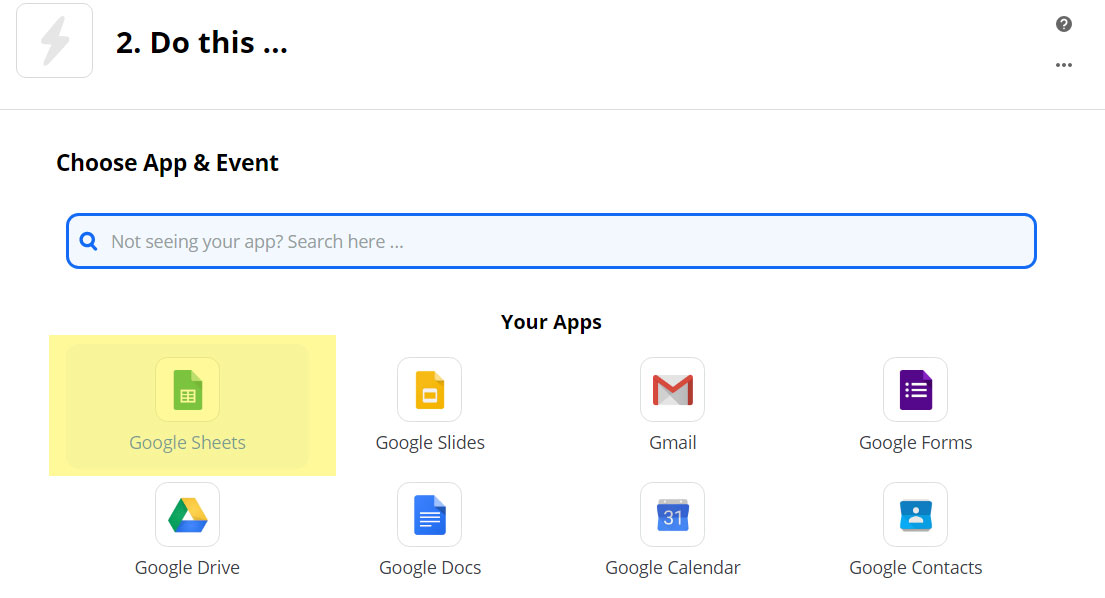 2. Do this ...
Choose App & Event
Not seeing your app? Search here ...
Your Apps
Google Sheets
Google Slides
Gmail
Google Forms
31
Google Drive
Google Docs
Google Calendar
Google Contacts